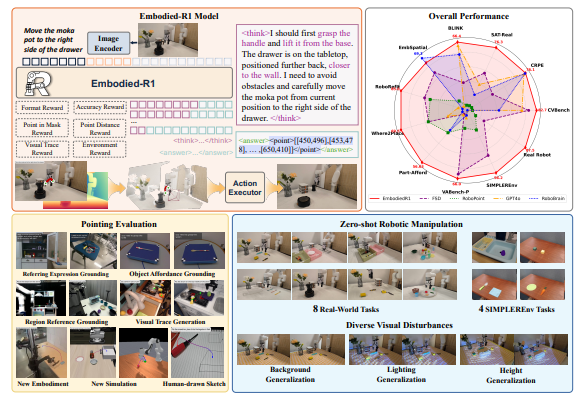 Embodied-R1 Model
Move the moka
pot to the right
side of the drawer
Image
Encoder
Embodied-R1
Format Reward
Accuracy Reward
Point in Mask
Reward
Point Distance
Reward
...
Visual Trace
Reward
Environment
Reward
<think>...</think>
<answer>...</answer>
Action
Executor
<think>I should first grasp the
handle and lift it from the base.
The drawer is on the tabletop,
positioned further back, closer
to the wall. I need to avoid
obstacles and carefully move
the moka pot from current
position to the right side of the
drawer. </think>
<answer><point>[[450,496],[453,47
8], … ,[650,410]]</point></answer>
Overall Performance
BLINK
SAT-Real
CRPE
CVBench
Real Robot
SIMPLEREnv
VABench-P
Part-Afford
Where2Place
RoboRefit
EmbSpatial
EmbodiedR1
FSD
RoboPoint
GPT4o
RoboBrain
Pointing Evaluation
Referring Expression Grounding
Object Affordance Grounding
Region Reference Grounding
Visual Trace Generation
New Embodiment
New Simulation
Human-drawn Sketch
Zero-shot Robotic Manipulation
8 Real-World Tasks
4 SIMPLEREnv Tasks
Diverse Visual Disturbances
Background
Generalization
Lighting
Generalization
Height
Generalization